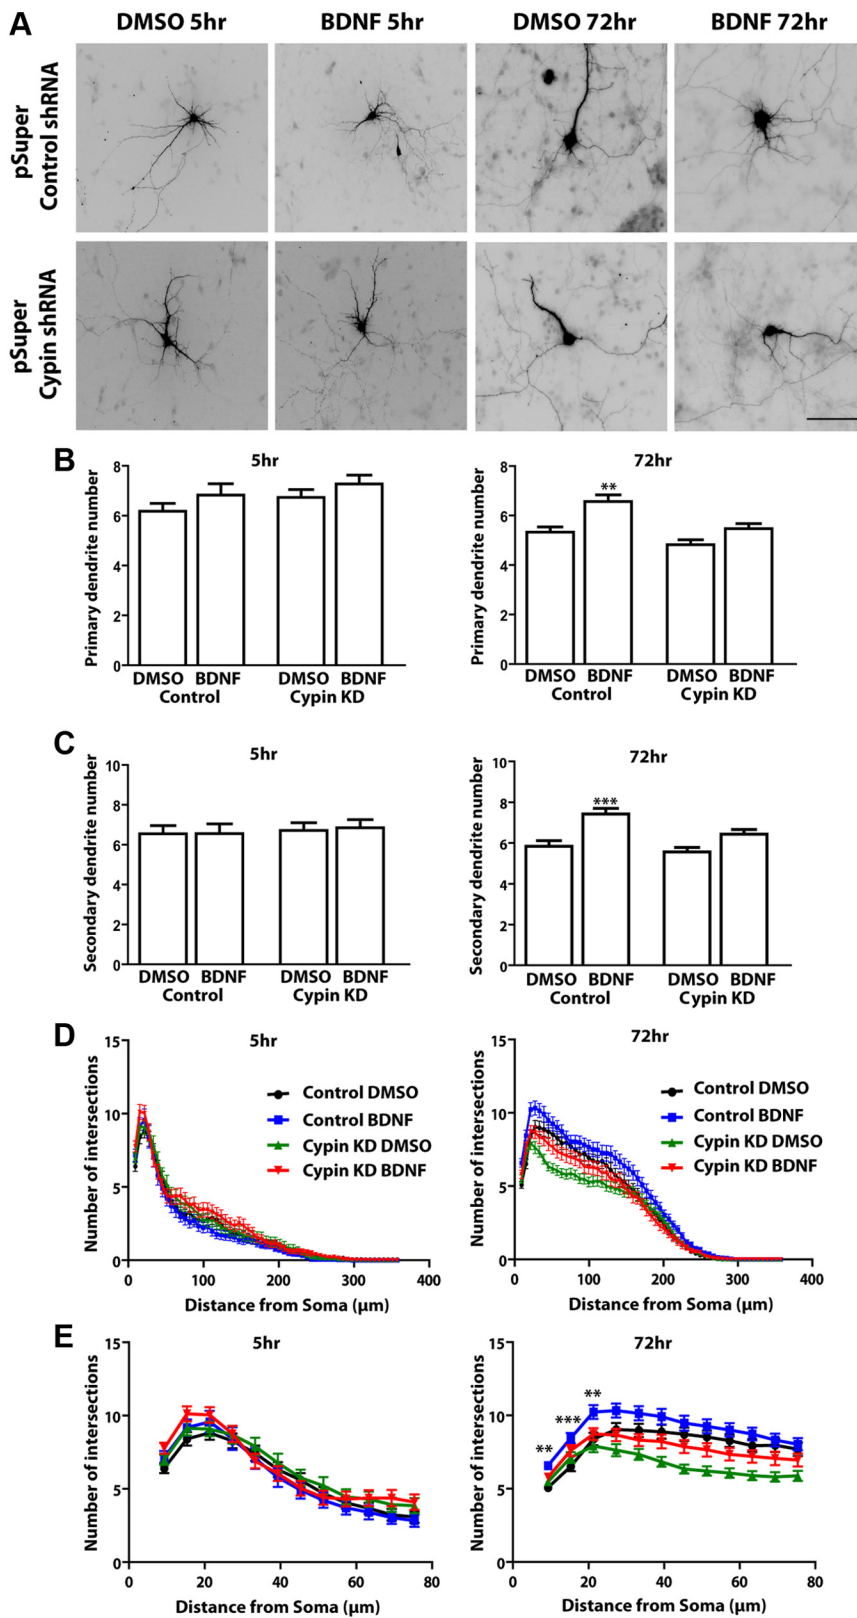 A
DMSO 5hr BDNF 5hr DMSO 72hr BDNF 72hr
pSuper
Control shRNA
pSuper
Cypin shRNA
B
5hr
Primary dendrite number
8
6
4
2
0
DMSO BDNF DMSO BDNF
Control Cypin KD
72hr
Primary dendrite number
8
6
4
2
0
**
DMSO BDNF DMSO BDNF
Control Cypin KD
C
5hr
Secondary dendrite number
10
8
6
4
2
0
DMSO BDNF DMSO BDNF
Control Cypin KD
72hr
Secondary dendrite number
10
8
6
4
2
0
***
DMSO BDNF DMSO BDNF
Control Cypin KD
D
5hr
Number of intersections
15
10
5
0
Control DMSO
Control BDNF
Cypin KD DMSO
Cypin KD BDNF
0 100 200 300 400
Distance from Soma (μm)
72hr
Number of intersections
15
10
5
0
Control DMSO
Control BDNF
Cypin KD DMSO
Cypin KD BDNF
0 100 200 300 400
Distance from Soma (μm)
E
5hr
Number of intersections
15
10
5
0
0 20 40 60 80
Distance from Soma (μm)
72hr
Number of intersections
15
10
5
0
** *** **
0 20 40 60 80
Distance from Soma (μm)